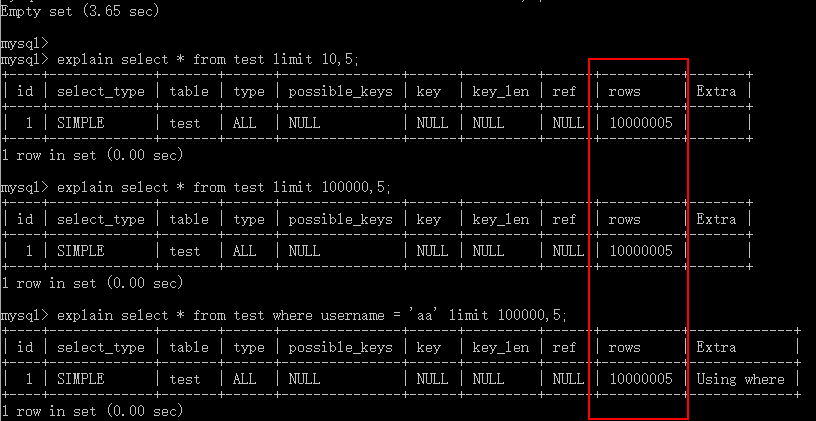 Empty set (3.65 sec)
mysql>
mysql> explain select * from test limit 10,5;
+----+-------------+-------+------+---------------+------+---------+------+----------+-------+
| id | select_type | table | type | possible_keys | key | key_len | ref | rows | Extra |
+----+-------------+-------+------+---------------+------+---------+------+----------+-------+
| 1 | SIMPLE | test | ALL | NULL | NULL | NULL | NULL | 10000005 | |
+----+-------------+-------+------+---------------+------+---------+------+----------+-------+
1 row in set (0.00 sec)
mysql> explain select * from test limit 100000,5;
+----+-------------+-------+------+---------------+------+---------+------+----------+-------+
| id | select_type | table | type | possible_keys | key | key_len | ref | rows | Extra |
+----+-------------+-------+------+---------------+------+---------+------+----------+-------+
| 1 | SIMPLE | test | ALL | NULL | NULL | NULL | NULL | 10000005 | |
+----+-------------+-------+------+---------------+------+---------+------+----------+-------+
1 row in set (0.00 sec)
mysql> explain select * from test where username = 'aa' limit 100000,5;
+----+-------------+-------+------+---------------+------+---------+------+----------+-------------+
| id | select_type | table | type | possible_keys | key | key_len | ref | rows | Extra |
+----+-------------+-------+------+---------------+------+---------+------+----------+-------------+
| 1 | SIMPLE | test | ALL | NULL | NULL | NULL | NULL | 10000005 | Using where |
+----+-------------+-------+------+---------------+------+---------+------+----------+-------------+
1 row in set (0.00 sec)